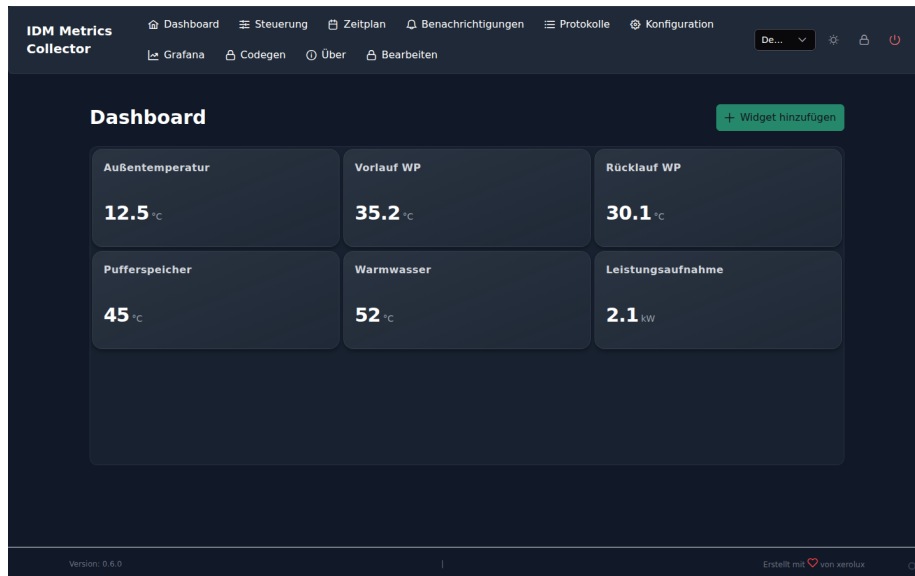 IDM Metrics
Collector
Dashboard Steuerung Zeitplan Benachrichtigungen Protokolle Konfiguration
Grafana Codegen Über Bearbeiten
De...
Dashboard
Widget hinzufügen
Außentemperatur Vorlauf WP Rücklauf WP
12.5 °C 35.2 °C 30.1 °C
Pufferspeicher Warmwasser Leistungsaufnahme
45 °C 52 °C 2.1 kW
Version: 0.6.0 | Erstellt mit von xerolux